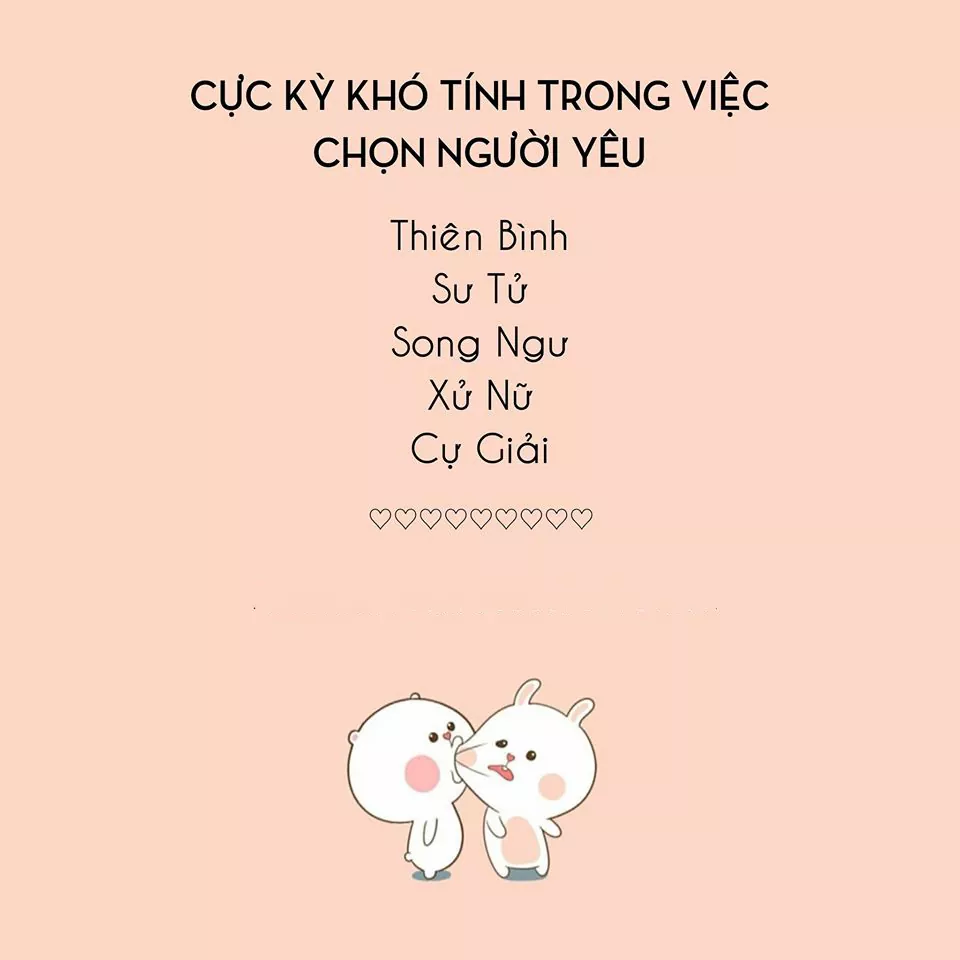 CỰC KỲ KHÓ TÍNH TRONG VIỆC
CHỌN NGƯỜI YÊU
Thiên Bình
Sư Tử
Song Ngư
Xử Nữ
Cự Giải
♡♡♡♡♡♡♡♡♡